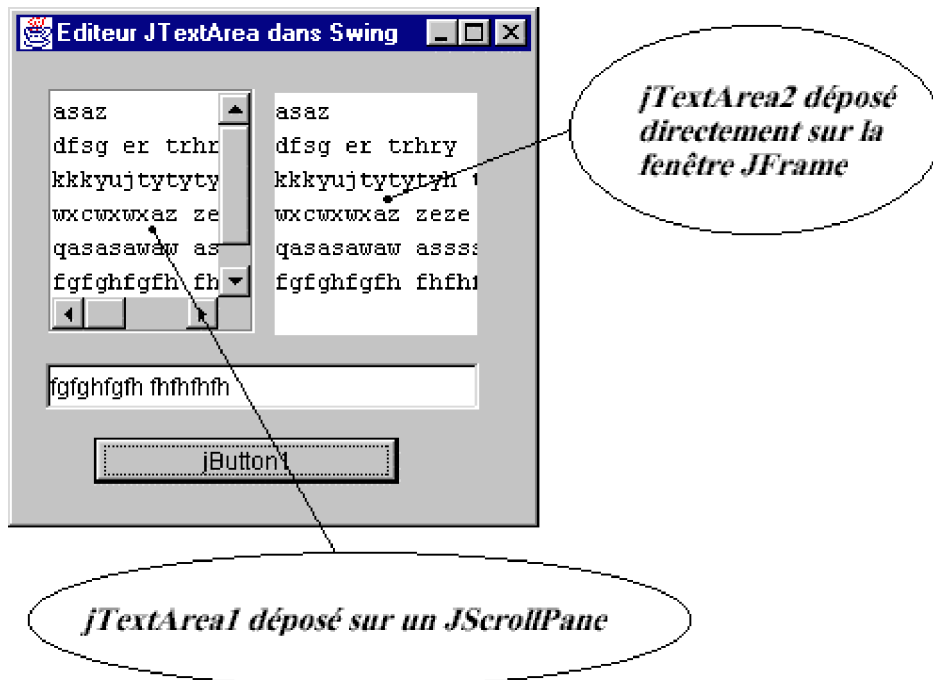 Editeur JTextArea dans Swing
asaz
dfsg er trhr
kkkyujtytyty
wxcwxwxaz ze
qasasawaw as
fgfghfgfh fh
asaz
dfsg er trhry
kkkyujtytytyh t
wxcwxwxaz zeze
qasasawaw assss
fgfghfgfh fhfhf
fgfghfgfh fhfhfhfh
jButton1
jTextArea2 déposé
directement sur la
fenêtre JFrame
jTextArea1 déposé sur un JScrollPane